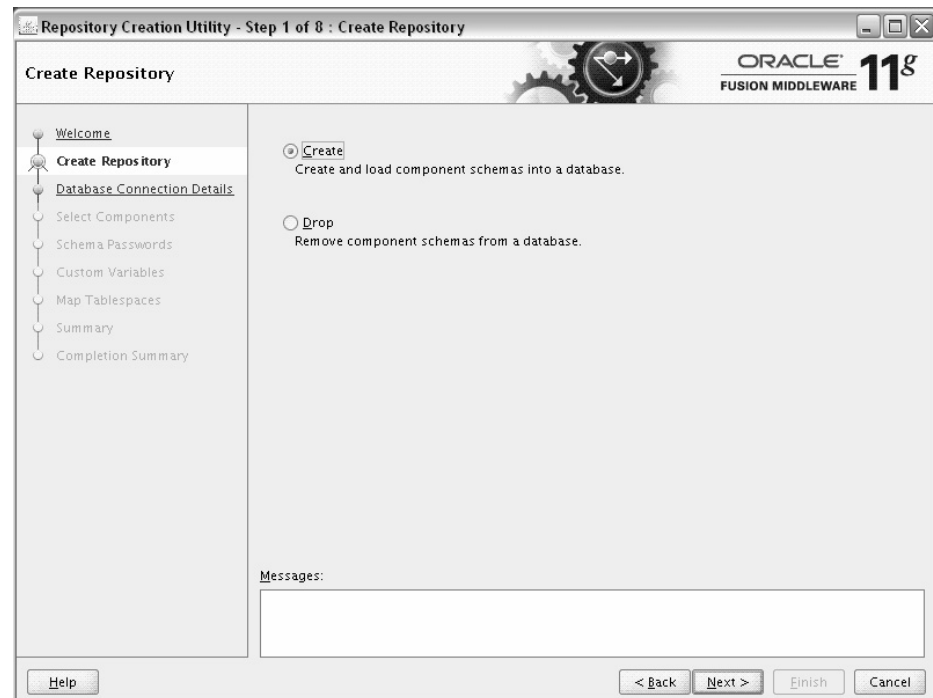 Repository Creation Utility - Step 1 of 8 : Create Repository
Create Repository
ORACLE
FUSION MIDDLEWARE
11g
Welcome
Create Repository
Database Connection Details
Select Components
Schema Passwords
Custom Variables
Map Tablespaces
Summary
Completion Summary
Create
Create and load component schemas into a database.
Drop
Remove component schemas from a database.
Messages:
Help
< Back
Next >
Finish
Cancel